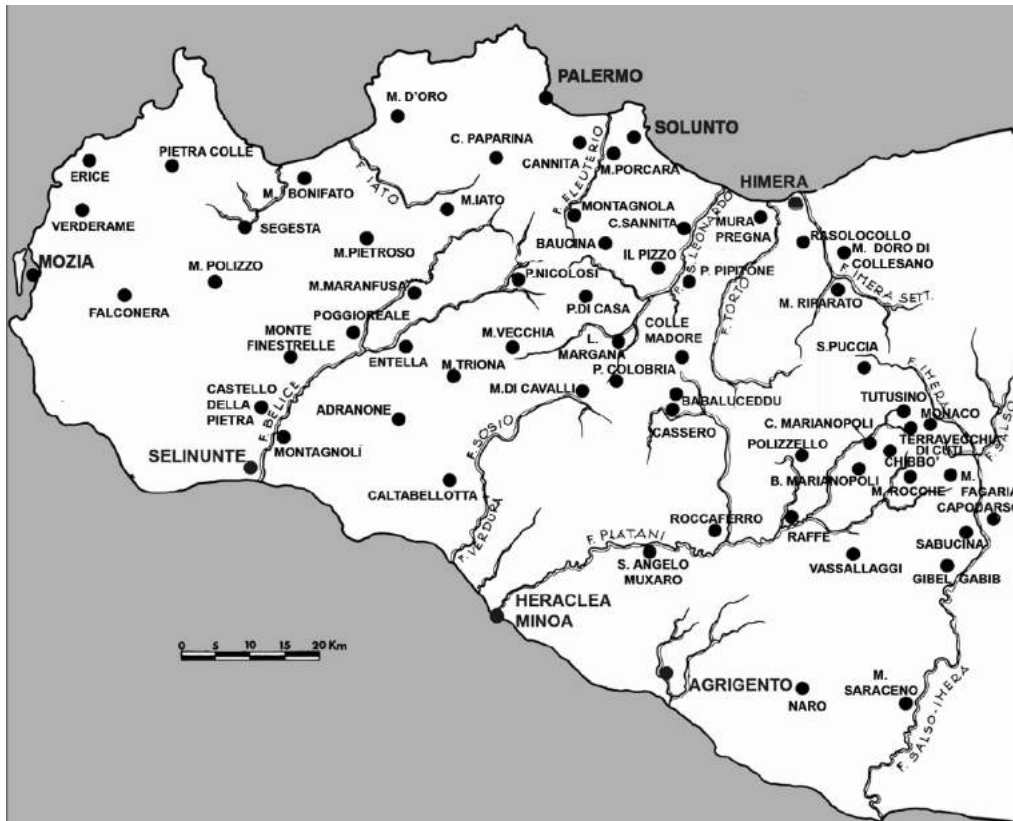 PALERMO
M. D'ORO
SOLUNTO
C. PAPARINA
CANNITA
M.PORCARA
F. ELEUTERIO
PIETRA COLLE
ERICE
M. BONIFATO
F. IATO
HIMERA
MONTAGNOLA
C.SANNITA
F. S.LEONARDO
MURA
PREGNA
M.IATO
VERDERAME
SEGESTA
M.PIETROSO
BAUCINA
IL PIZZO
RASOLOCOLLO
M. DORO DI
COLLESANO
MOZIA
M. POLIZZO
P.NICOLOSI
P. PIPITONE
F. IMERA SETT.
M.MARANFUSA
FALCONERA
P.DI CASA
F. TORTO
M. RIPARATO
POGGIOREALE
MONTE
FINESTRELLE
M.VECCHIA
L.
MARGANA
COLLE
MADORE
ENTELLA
S.PUCCIA
M.TRIONA
P. COLOBRIA
F. IHERA
M.DI CAVALLI
CASTELLO
DELLA
PIETRA
F. BELICE
ADRANONE
BABALUCEDDU
TUTUSINO
MONACO
F. SALSO
CASSERO
C. MARIANOPOLI
TERRAVECCHIA
DI CUTI
F. SOSIO
MONTAGNOLÍ
SELINUNTE
POLIZZELLO
CHIBBO'
B. MARIANOPOLI
M. ROCCHE
M.
FAGARIA
CALTABELLOTTA
CAPODARSO
F. VERDURA
ROCCAFERRO
RAFFE
F. PLATANI
SABUCINA
S. ANGELO
MUXARO
VASSALLAGGI
GIBEL GABIB
HERACLEA
MINOA
0 5 10 15 20 Km
AGRIGENTO
NARO
M.
SARACENO
F. SALSO-IHERA